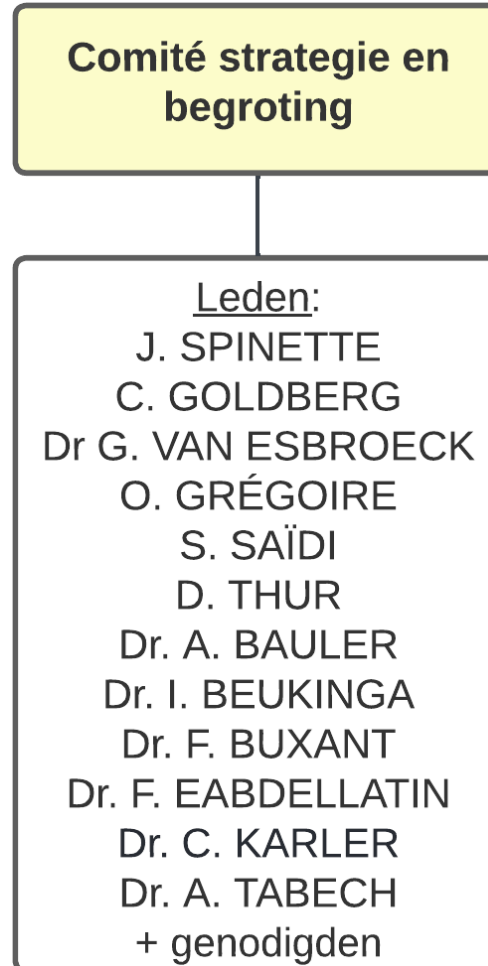 Comité strategie en
begroting
Leden:
J. SPINETTE
C. GOLDBERG
Dr G. VAN ESBROECK
O. GRÉGOIRE
S. SAÏDI
D. THUR
Dr. A. BAULER
Dr. I. BEUKINGA
Dr. F. BUXANT
Dr. F. EABDELLATIN
Dr. C. KARLER
Dr. A. TABECH
+ genodigden